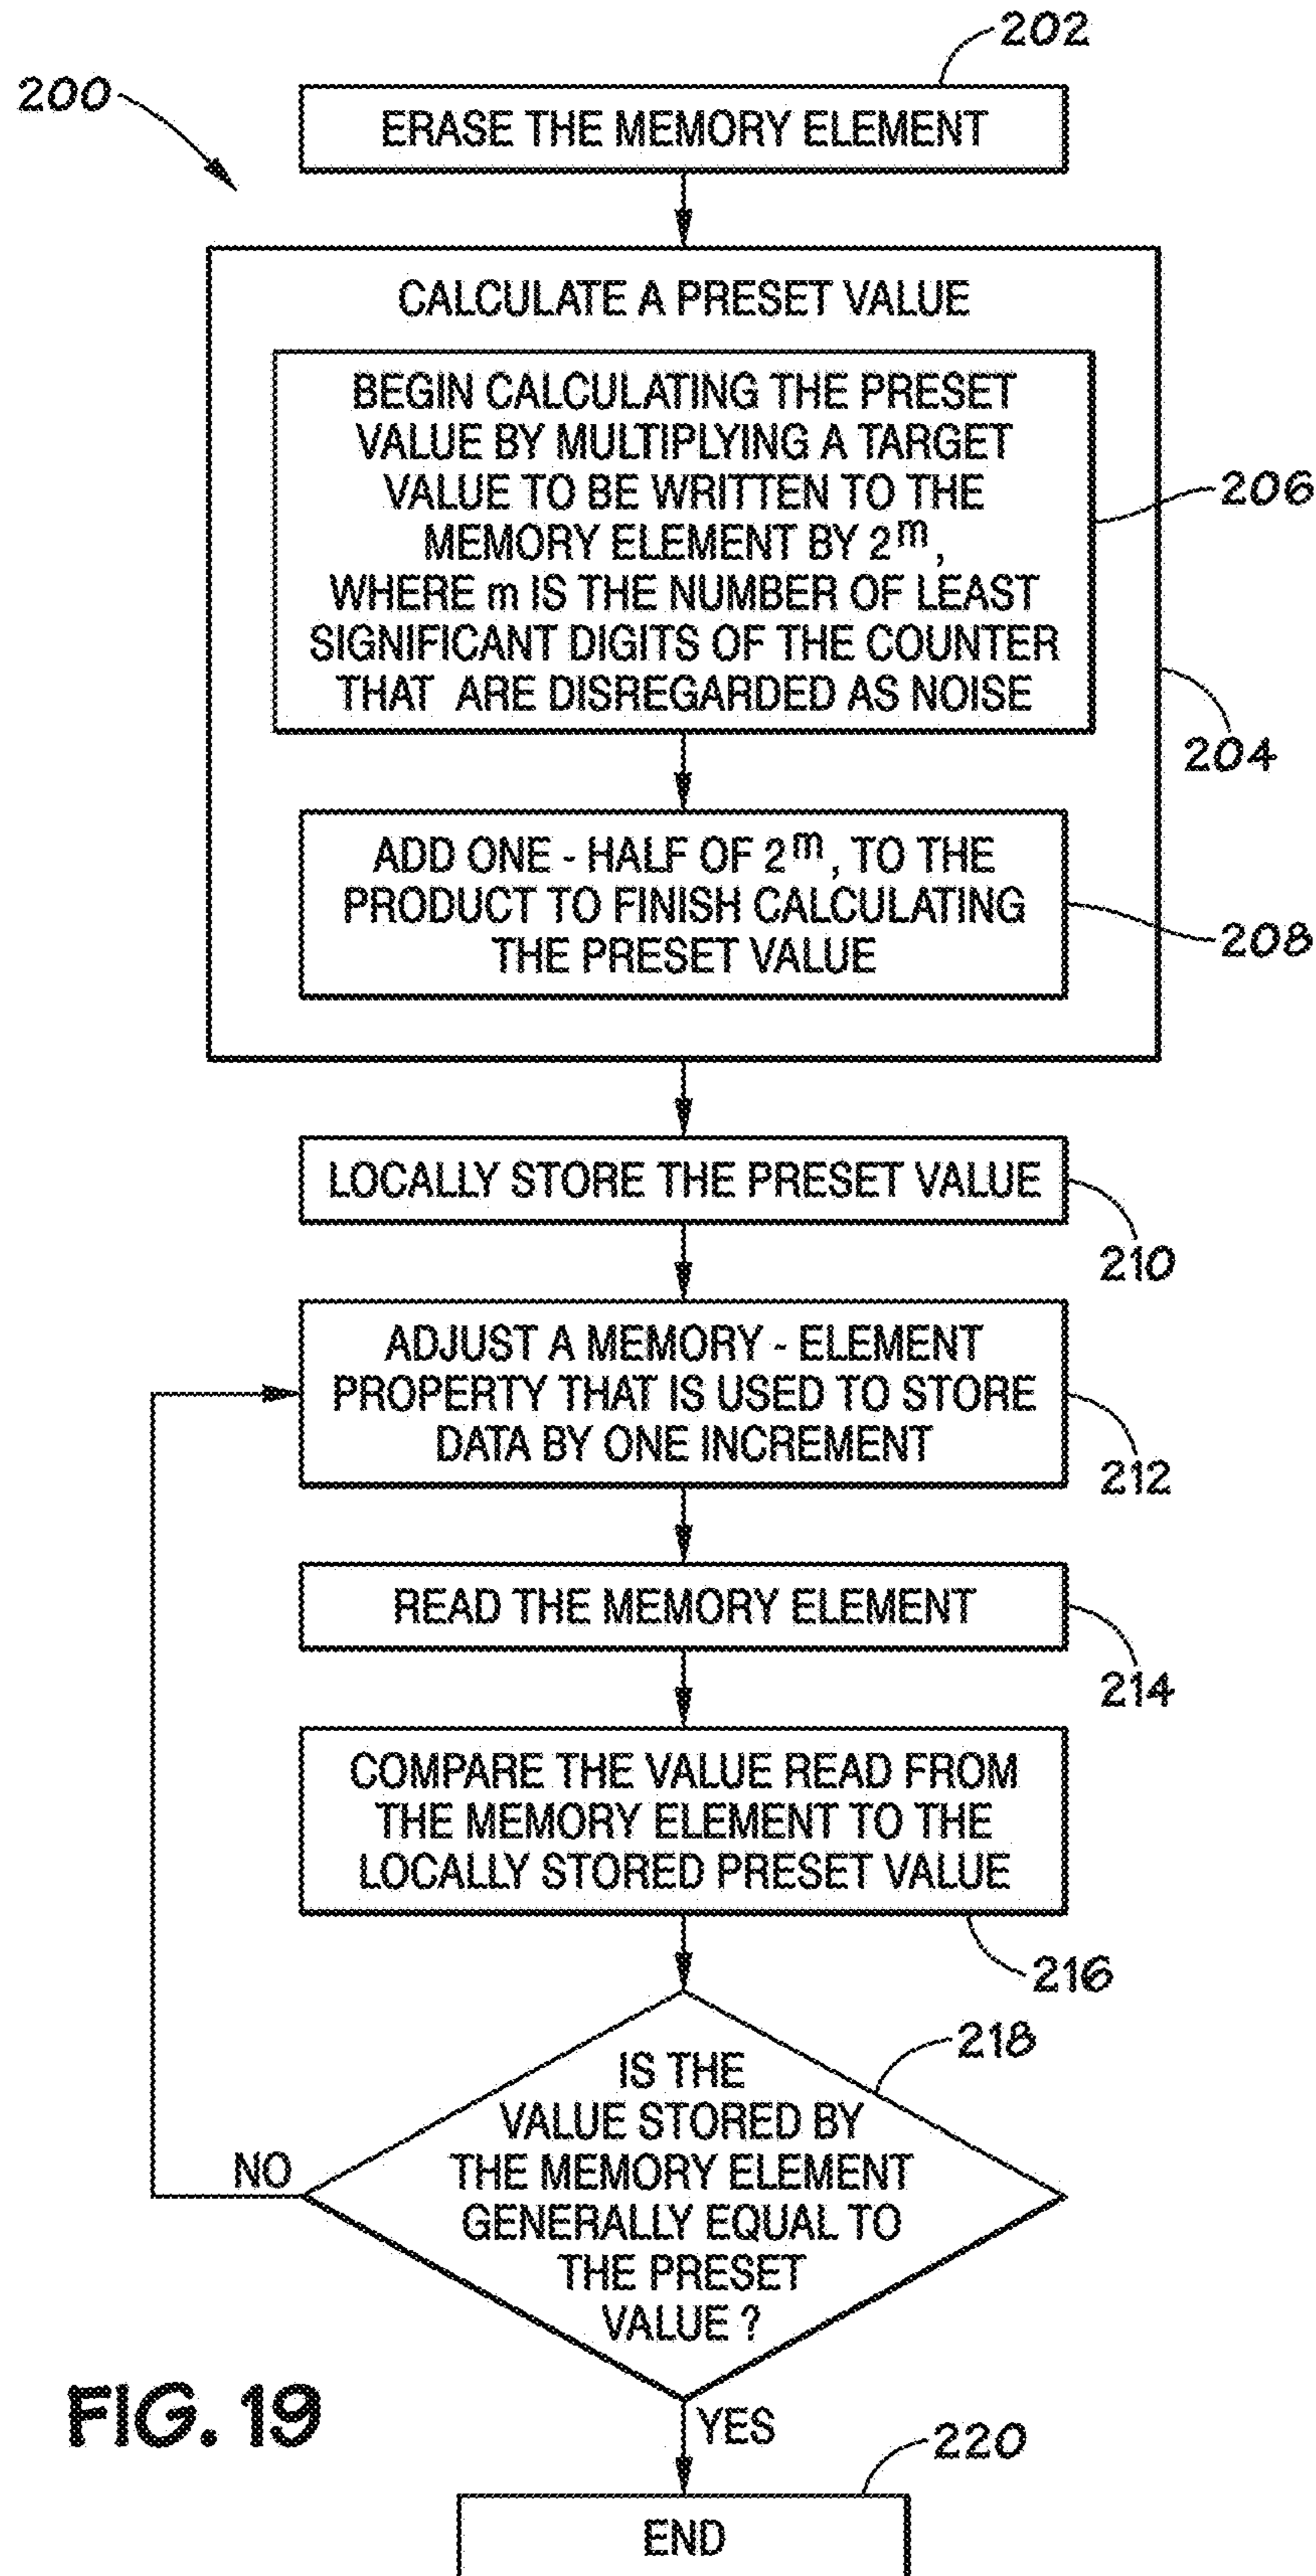 202
200
ERASE THE MEMORY ELEMENT
CALCULATE A PRESET VALUE
BEGIN CALCULATING THE PRESET
VALUE BY MULTIPLYING A TARGET
VALUE TO BE WRITTEN TO THE
MEMORY ELEMENT BY 2^m,
WHERE m IS THE NUMBER OF LEAST
SIGNIFICANT DIGITS OF THE COUNTER
THAT ARE DISREGARDED AS NOISE
206
204
ADD ONE - HALF OF 2^m, TO THE
PRODUCT TO FINISH CALCULATING
THE PRESET VALUE
208
LOCALLY STORE THE PRESET VALUE
210
ADJUST A MEMORY - ELEMENT
PROPERTY THAT IS USED TO STORE
DATA BY ONE INCREMENT
212
READ THE MEMORY ELEMENT
214
COMPARE THE VALUE READ FROM
THE MEMORY ELEMENT TO THE
LOCALLY STORED PRESET VALUE
216
218
IS THE
VALUE STORED BY
THE MEMORY ELEMENT
GENERALLY EQUAL TO
THE PRESET
VALUE ?
NO
YES
FIG. 19
220
END